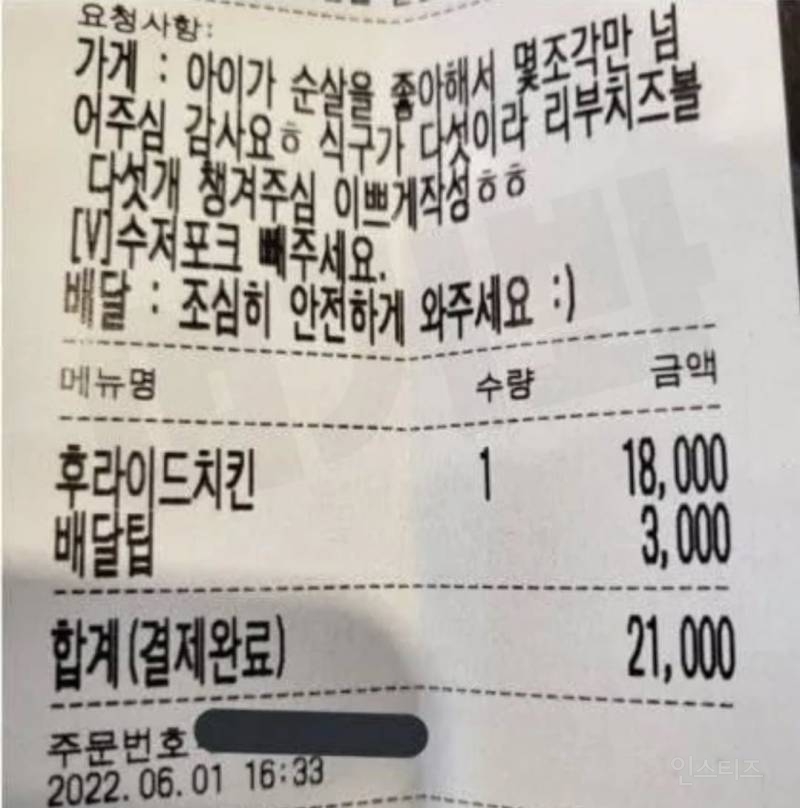 요청사항:
가게 : 아이가 순살을 좋아해서 몇조각만 넘
어주심 감사요ㅎ 식구가 다섯이라 리부치즈볼
다섯개 챙겨주심 이쁘게작성ㅎㅎ
[V]수저포크 빼주세요.
배달 : 조심히 안전하게 와주세요 :)
메뉴명 수량 금액
후라이드치킨 1 18,000
배달팁 3,000
합계(결제완료) 21,000
주문번호
2022.06.01 16:33
인스티즈